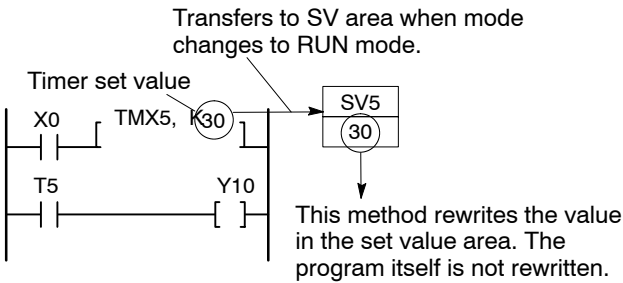 Transfers to SV area when mode
changes to RUN mode.
Timer set value
X0
TMX5, K30
SV5
30
T5
Y10
This method rewrites the value
in the set value area. The
program itself is not rewritten.